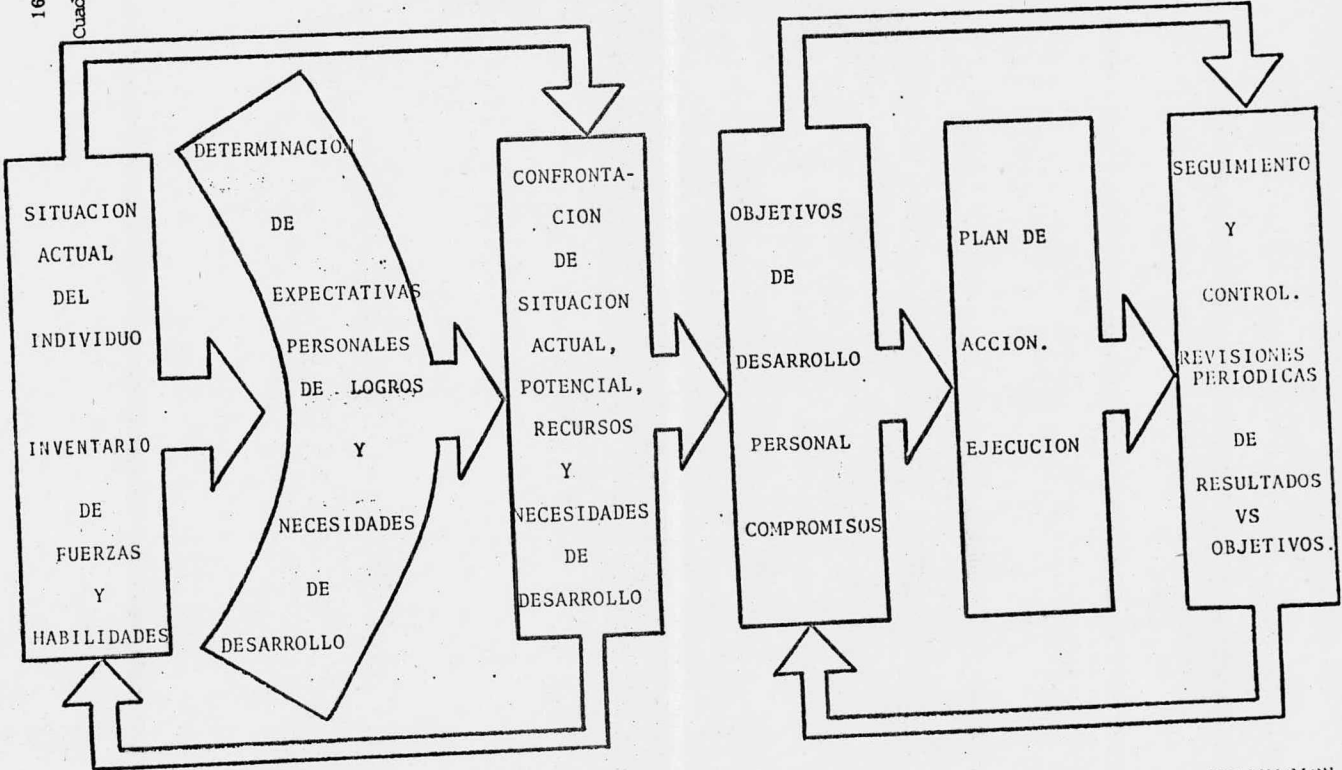 16
Cuad
SITUACION
ACTUAL
DEL
INDIVIDUO
INVENTARIO
DE
FUERZAS
Y
HABILIDADES
DETERMINACION
DE
EXPECTATIVAS
PERSONALES
DE LOGROS
Y
NECESIDADES
DE
DESARROLLO
CONFRONTA-
CION
DE
SITUACION
ACTUAL,
POTENCIAL,
RECURSOS
Y
NECESIDADES
DE
DESARROLLO
OBJETIVOS
DE
DESARROLLO
PERSONAL
COMPROMISOS
PLAN DE
ACCION.
EJECUCION
SEGUIMIENTO
Y
CONTROL.
REVISIONES
PERIODICAS
DE
RESULTADOS
VS
OBJETIVOS.